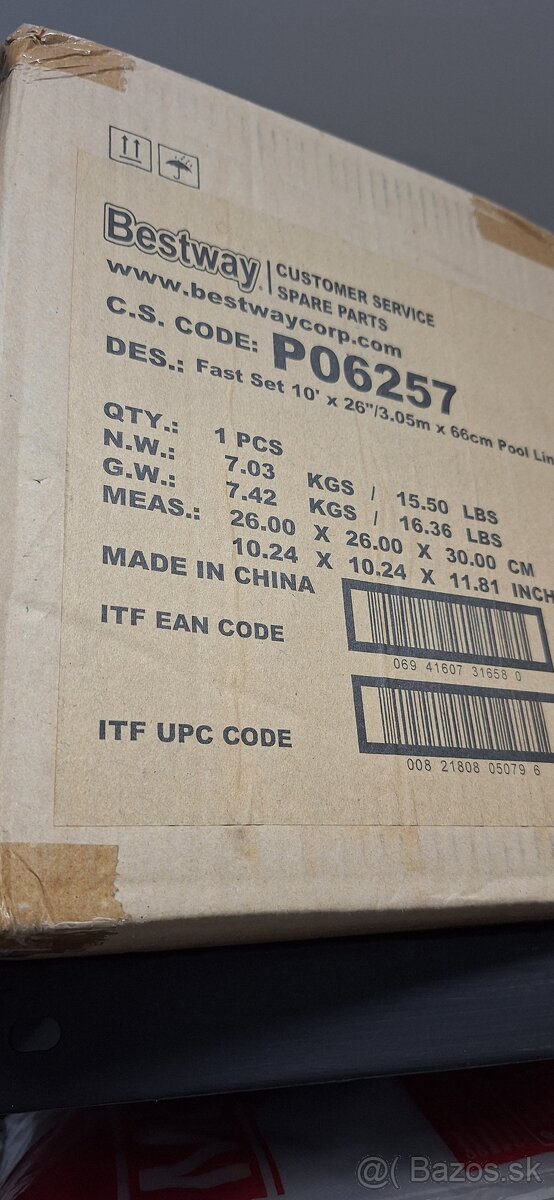 Bestway | CUSTOMER SERVICE
SPARE PARTS
www.bestwaycorp.com
C.S. CODE: P06257
DES.: Fast Set 10' x 26"/3.05m x 66cm Pool Lin
QTY.: 1 PCS
N.W.: 7.03 KGS / 15.50 LBS
G.W.: 7.42 KGS / 16.36 LBS
MEAS.: 26.00 X 26.00 X 30.00 CM
10.24 X 10.24 X 11.81 INCH
MADE IN CHINA
ITF EAN CODE
069 41607 31658 0
ITF UPC CODE
008 21808 05079 6
@( Bazos.sk